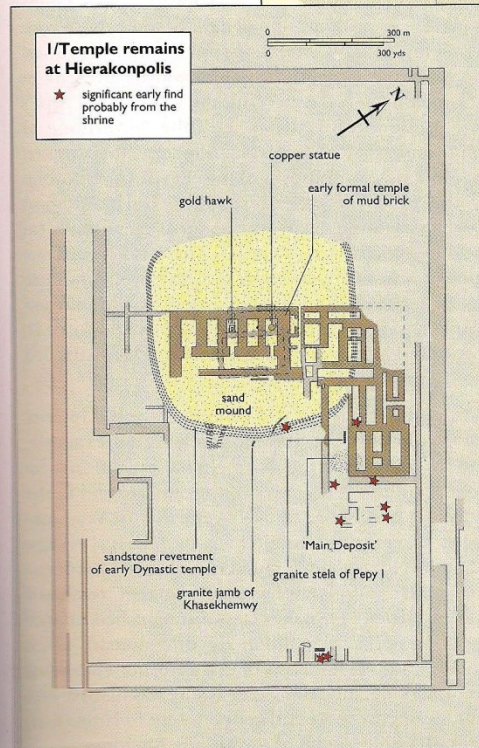 1/Temple remains
at Hierakonpolis
significant early find
probably from the
shrine
0 300 m
0 300 yds
N
copper statue
gold hawk
early formal temple
of mud brick
sand
mound
sandstone revetment
of early Dynastic temple
'Main Deposit'
granite stela of Pepy I
granite jamb of
Khasekhemwy